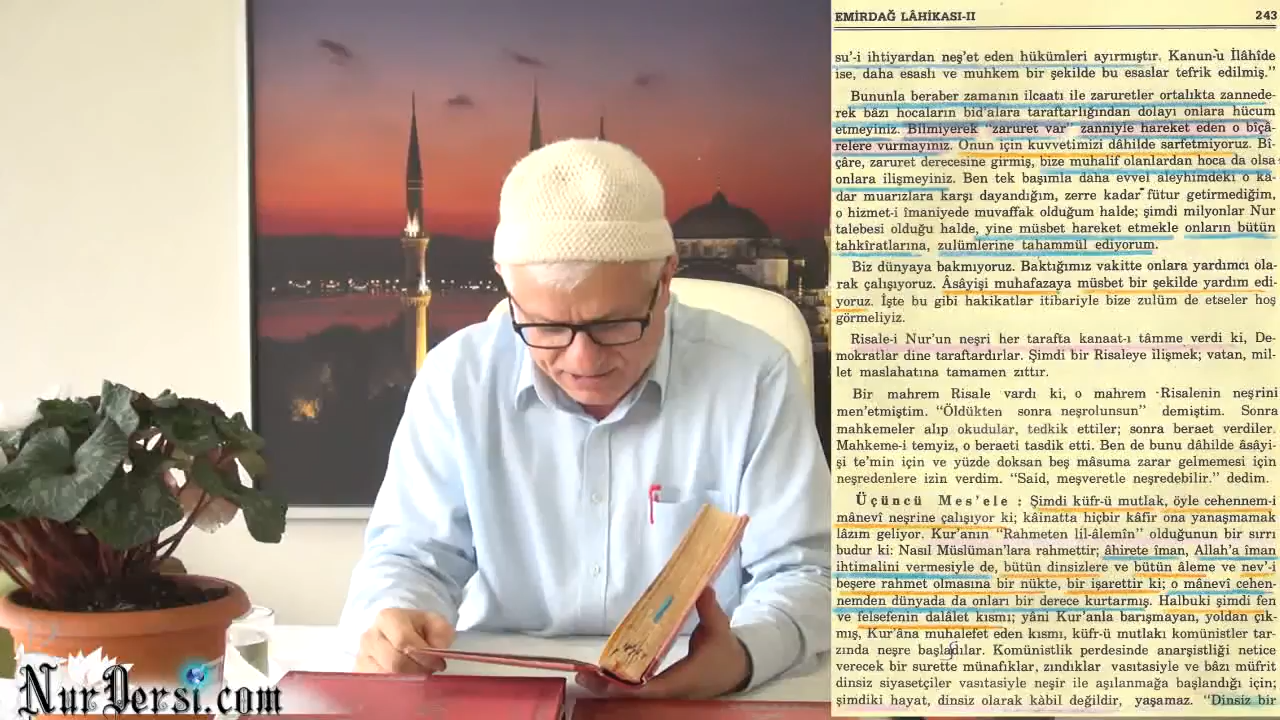 EMİRDAĞ LÂHİKASI-II 243
su'-i ihtiyardan neş'et eden hükümleri ayırmıştır. Kanun-u İlâhîde
ise, daha esaslı ve muhkem bir şekilde bu esaslar tefrik edilmiş."
Bununla beraber zamanın ilcaatı ile zaruretler ortalıkta zannede-
rek bâzı hocaların bid'alara taraftarlığından dolayı onlara hücum
etmeyiniz. Bilmiyerek "zaruret var" zanniyle hareket eden o bîçâ-
relere vurmayınız. Onun için kuvvetimizi dâhilde sarfetmiyoruz. Bî-
çâre, zaruret derecesine girmiş, bize muhalif olanlardan hoca da olsa
onlara ilişmeyiniz. Ben tek başımla daha evvel aleyhimdeki o ka-
dar muarızlara karşı dayandığım, zerre kadar fütur getirmediğim,
o hizmet-i îmaniyede muvaffak olduğum halde; şimdi milyonlar Nur
talebesi olduğu halde, yine müsbet hareket etmekle onların bütün
tahkîratlarına, zulümlerine tahammül ediyorum.
Biz dünyaya bakmıyoruz. Baktığımız vakitte onlara yardımcı ola-
rak çalışıyoruz. Âsâyişi muhafazaya müsbet bir şekilde yardım edi-
yoruz. İşte bu gibi hakikatlar itibariyle bize zulüm de etseler hoş
görmeliyiz.
Risale-i Nur'un neşri her tarafta kanaat-ı tâmme verdi ki, De-
mokratlar dine taraftardırlar. Şimdi bir Risaleye ilişmek; vatan, mil-
let maslahatına tamamen zıttır.
Bir mahrem Risale vardı ki, o mahrem Risalenin neşrini
men'etmiştim. "Öldükten sonra neşrolunsun" demiştim. Sonra
mahkemeler alıp okudular, tedkik ettiler; sonra beraet verdiler.
Mahkeme-i temyiz, o beraeti tasdik etti. Ben de bunu dâhilde âsâyi-
şi te'min için ve yüzde doksan beş mâsuma zarar gelmemesi için
neşredenlere izin verdim. "Said, meşveretle neşredebilir." dedim.
Üçüncü Mes'ele : Şimdi küfr-ü mutlak, öyle cehennem-i
mânevî neşrine çalışıyor ki; kâinatta hiçbir kâfir ona yanaşmamak
lâzım geliyor. Kur'anın "Rahmeten lil-âlemîn" olduğunun bir sırrı
budur ki: Nasıl Müslüman'lara rahmettir; âhirete îman, Allah'a îman
ihtimalini vermesiyle de, bütün dinsizlere ve bütün âleme ve nev'-i
beşere rahmet olmasına bir nükte, bir işarettir ki; o mânevî cehen-
nemden dünyada da onları bir derece kurtarmış. Halbuki şimdi fen
ve felsefenin dalâlet kısmı; yâni Kur'anla barışmayan, yoldan çık-
mış, Kur'âna muhalefet eden kısmı, küfr-ü mutlakı komünistler tar-
zında neşre başladılar. Komünistlik perdesinde anarşistliği netice
verecek bir surette münafıklar, zındıklar vasıtasiyle ve bâzı müfrit
dinsiz siyasetçiler vasıtasiyle neşir ile aşılanmağa başlandığı için;
şimdiki hayat, dinsiz olarak kâbil değildir, yaşamaz. "Dinsiz bir
NurDersi.com